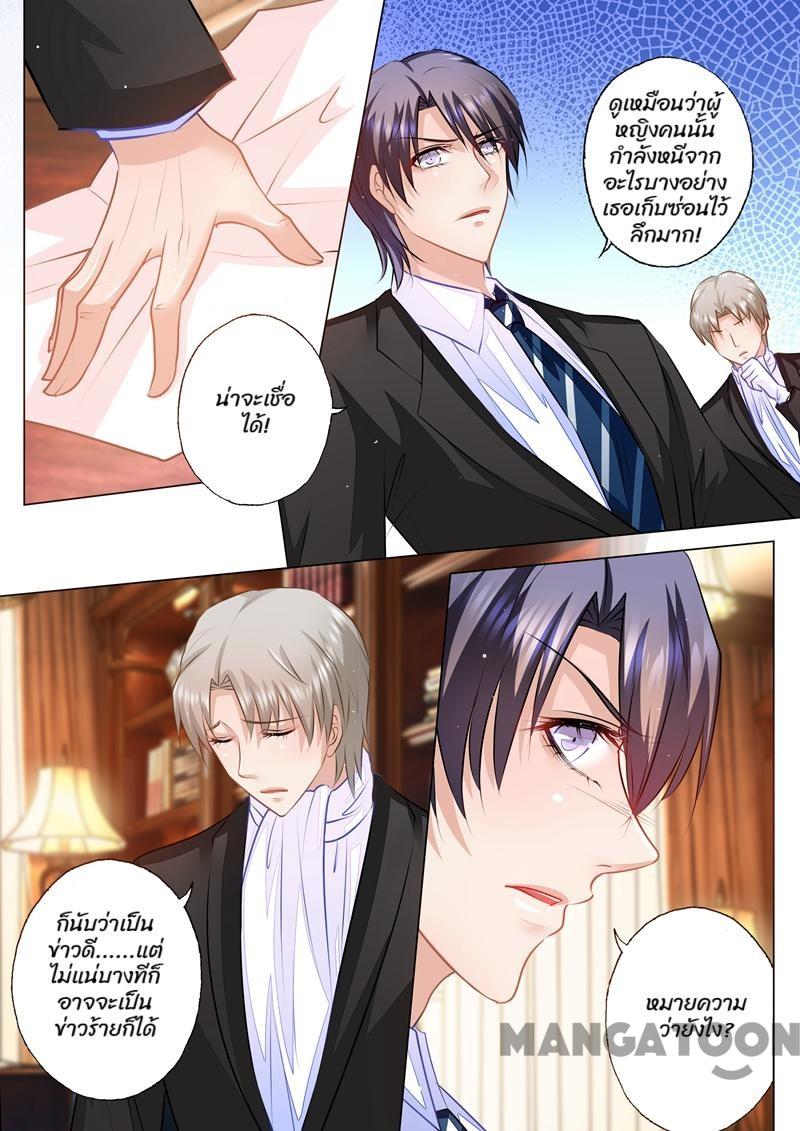 ดูเหมือนว่าผู้
หญิงคนนั้น
กำลังหนีจาก
อะไรบางอย่าง
เธอเก็บซ่อนไว้
ลึกมาก!
น่าจะเชื่อ
ได้!
ก็นับว่าเป็น
ข่าวดี......แต่
ไม่แน่บางทีก็
อาจจะเป็น
ข่าวร้ายก็ได้
หมายความ
ว่ายังไง?
MANGATOON